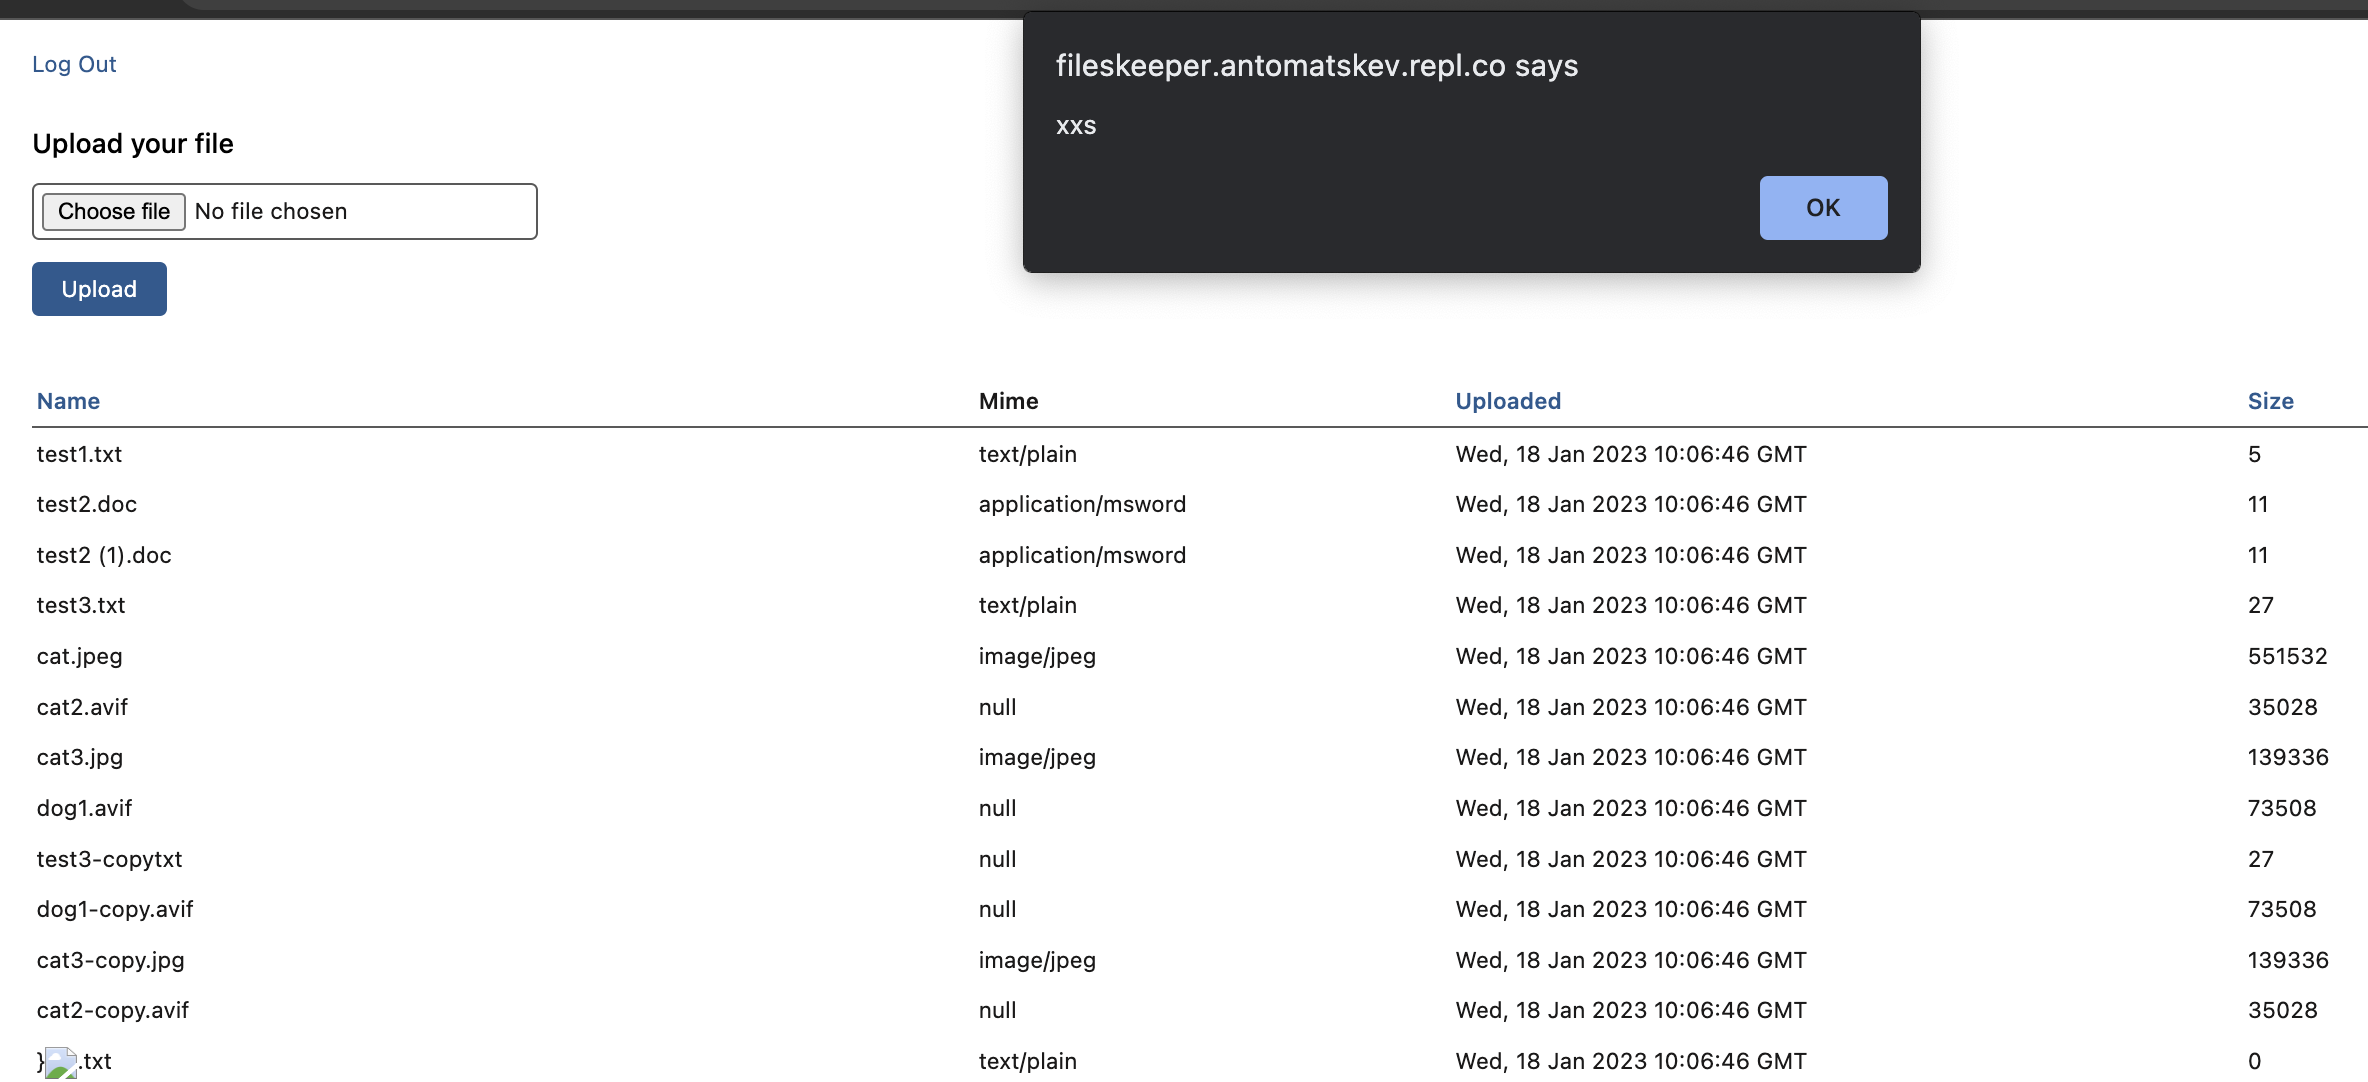 fileskeeper.antomatskev.repl.co says
xxs
OK
Log Out
Upload your file
Choose file No file chosen
Upload
Name Mime Uploaded Size
test1.txt text/plain Wed, 18 Jan 2023 10:06:46 GMT 5
test2.doc application/msword Wed, 18 Jan 2023 10:06:46 GMT 11
test2 (1).doc application/msword Wed, 18 Jan 2023 10:06:46 GMT 11
test3.txt text/plain Wed, 18 Jan 2023 10:06:46 GMT 27
cat.jpeg image/jpeg Wed, 18 Jan 2023 10:06:46 GMT 551532
cat2.avif null Wed, 18 Jan 2023 10:06:46 GMT 35028
cat3.jpg image/jpeg Wed, 18 Jan 2023 10:06:46 GMT 139336
dog1.avif null Wed, 18 Jan 2023 10:06:46 GMT 73508
test3-copytxt null Wed, 18 Jan 2023 10:06:46 GMT 27
dog1-copy.avif null Wed, 18 Jan 2023 10:06:46 GMT 73508
cat3-copy.jpg image/jpeg Wed, 18 Jan 2023 10:06:46 GMT 139336
cat2-copy.avif null Wed, 18 Jan 2023 10:06:46 GMT 35028
}.txt text/plain Wed, 18 Jan 2023 10:06:46 GMT 0